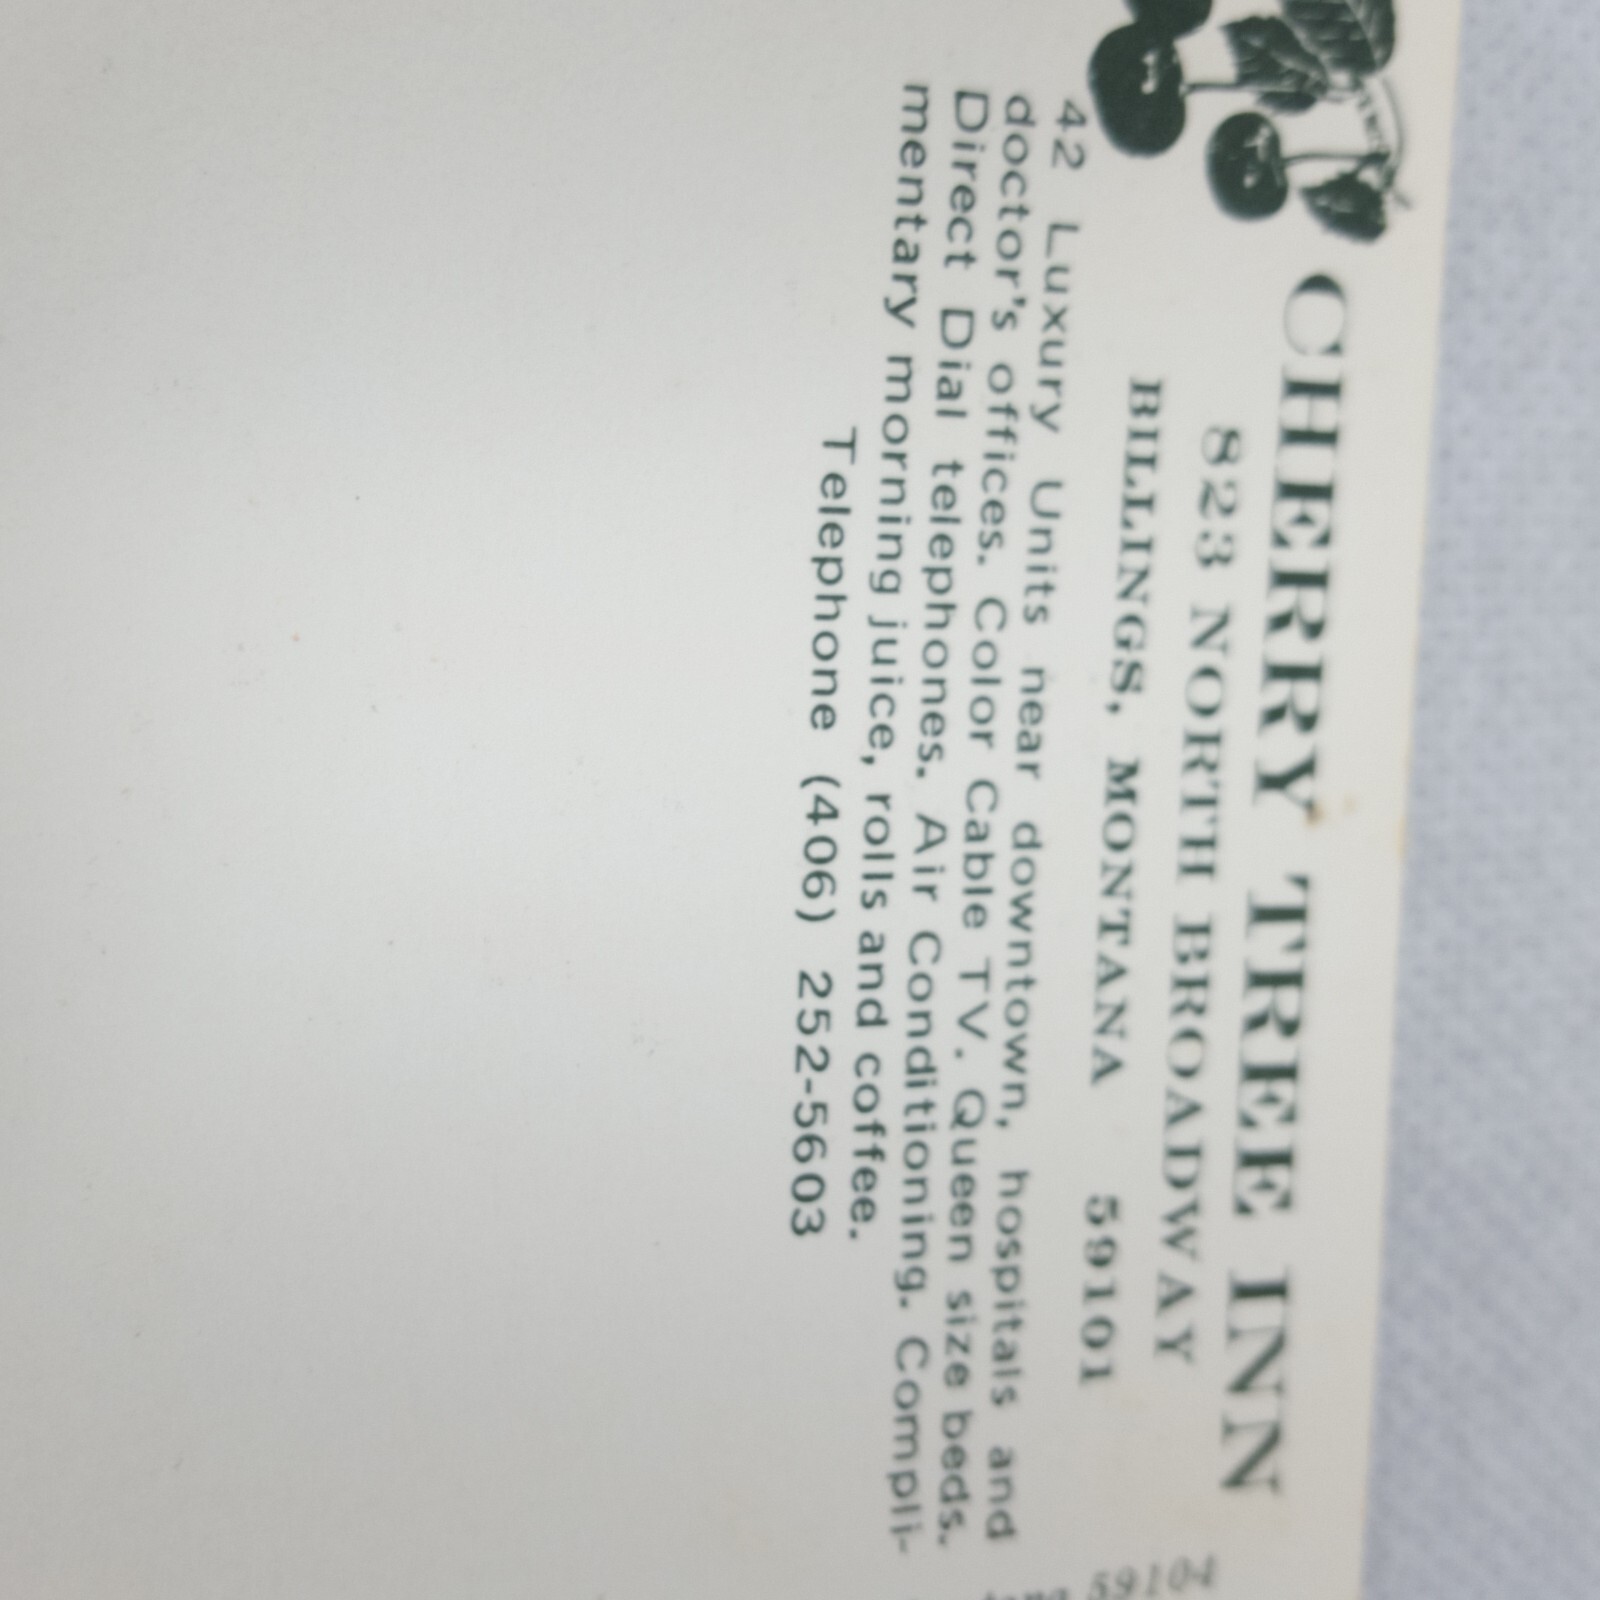 CHERRY TREE INN
823 NORTH BROADWAY
BILLINGS, MONTANA 59101
42 Luxury Units near downtown, hospitals and
doctor's offices. Color Cable TV. Queen size beds.
Direct Dial telephones. Air Conditioning. Compli-
mentary morning juice, rolls and coffee.
Telephone (406) 252-5603
59104